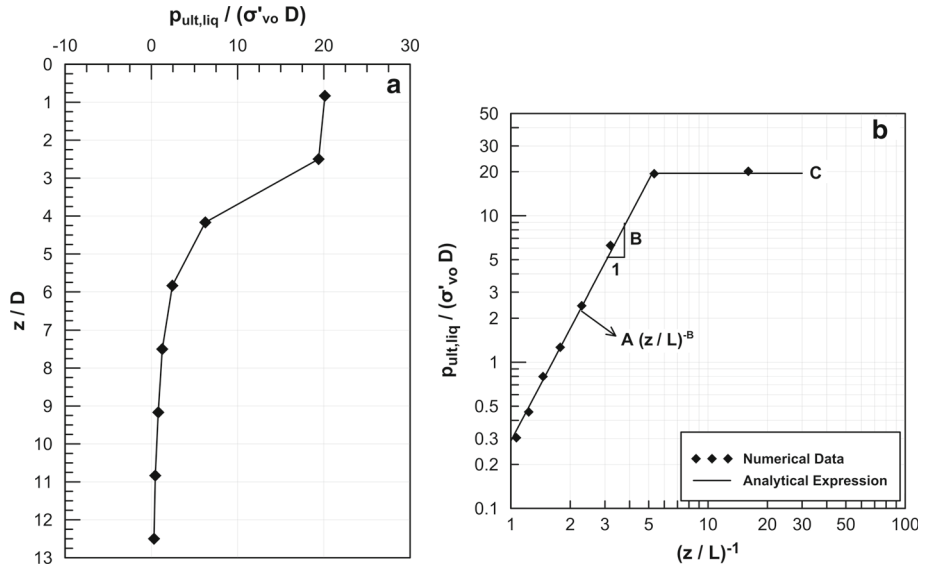 p_ult,liq / (σ'_vo D)
-10 0 10 20 30
a
0
1
2
3
4
5
6
7
8
9
10
11
12
13
z / D
b
50
20
10
5
3
2
1
0.5
0.3
0.2
0.1
p_ult,liq / (σ'_vo D)
C
B
1
A (z / L)^-B
Numerical Data
Analytical Expression
1 2 3 5 10 20 30 50 100
(z / L)^-1